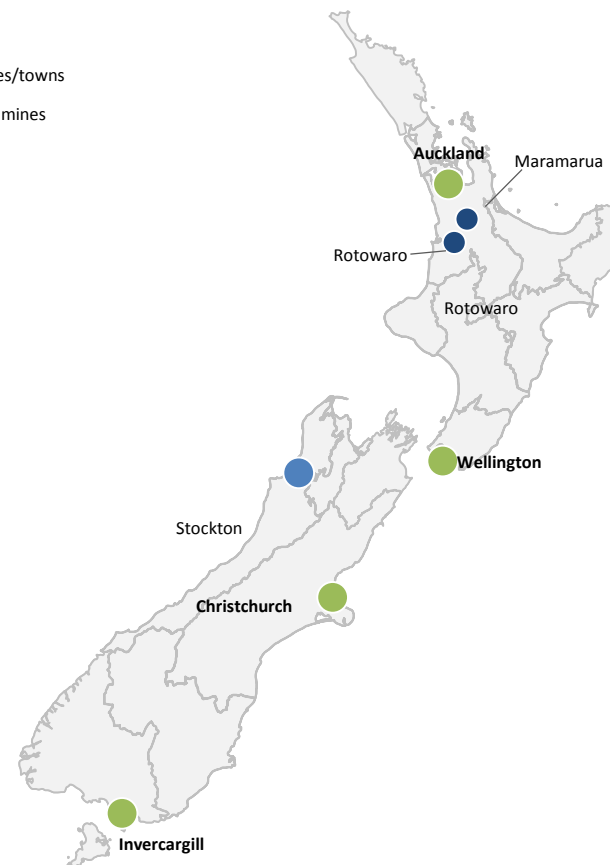 es/towns
mines
Auckland
Maramarua
Rotowaro
Rotowaro
Wellington
Stockton
Christchurch
Invercargill